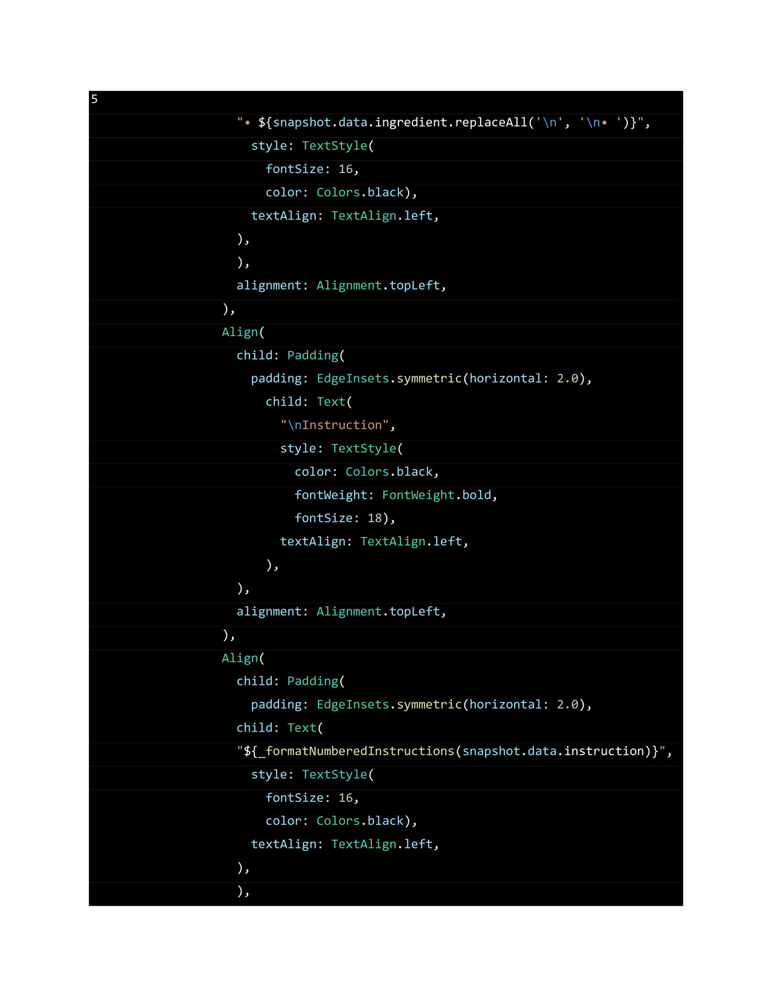 5
"• ${snapshot.data.ingredient.replaceAll('\n', '\n• ')}",
style: TextStyle(
fontSize: 16,
color: Colors.black),
textAlign: TextAlign.left,
),
),
alignment: Alignment.topLeft,
),
Align(
child: Padding(
padding: EdgeInsets.symmetric(horizontal: 2.0),
child: Text(
"\nInstruction",
style: TextStyle(
color: Colors.black,
fontWeight: FontWeight.bold,
fontSize: 18),
textAlign: TextAlign.left,
),
),
alignment: Alignment.topLeft,
),
Align(
child: Padding(
padding: EdgeInsets.symmetric(horizontal: 2.0),
child: Text(
"${_formatNumberedInstructions(snapshot.data.instruction)}",
style: TextStyle(
fontSize: 16,
color: Colors.black),
textAlign: TextAlign.left,
),
),